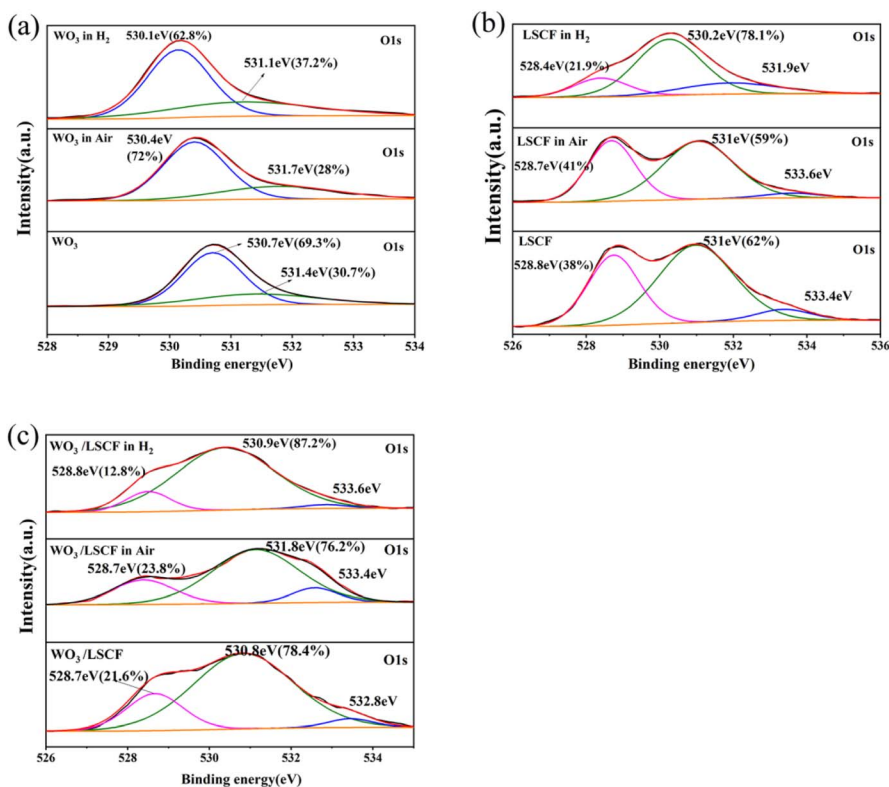 (a)
WO₃ in H₂
530.1eV(62.8%)
O1s
531.1eV(37.2%)
WO₃ in Air
530.4eV
(72%)
O1s
531.7eV(28%)
WO₃
530.7eV(69.3%)
O1s
531.4eV(30.7%)
Intensity(a.u.)
528 529 530 531 532 533 534
Binding energy(eV)
(b)
LSCF in H₂
530.2eV(78.1%)
O1s
528.4eV(21.9%)
531.9eV
LSCF in Air
531eV(59%)
O1s
528.7eV(41%)
533.6eV
LSCF
531eV(62%)
O1s
528.8eV(38%)
533.4eV
Intensity(a.u.)
526 528 530 532 534 536
Binding energy(eV)
(c)
WO₃/LSCF in H₂
530.9eV(87.2%)
O1s
528.8eV(12.8%)
533.6eV
WO₃/LSCF in Air
531.8eV(76.2%)
O1s
528.7eV(23.8%)
533.4eV
WO₃/LSCF
530.8eV(78.4%)
O1s
528.7eV(21.6%)
532.8eV
Intensity(a.u.)
526 528 530 532 534
Binding energy(eV)